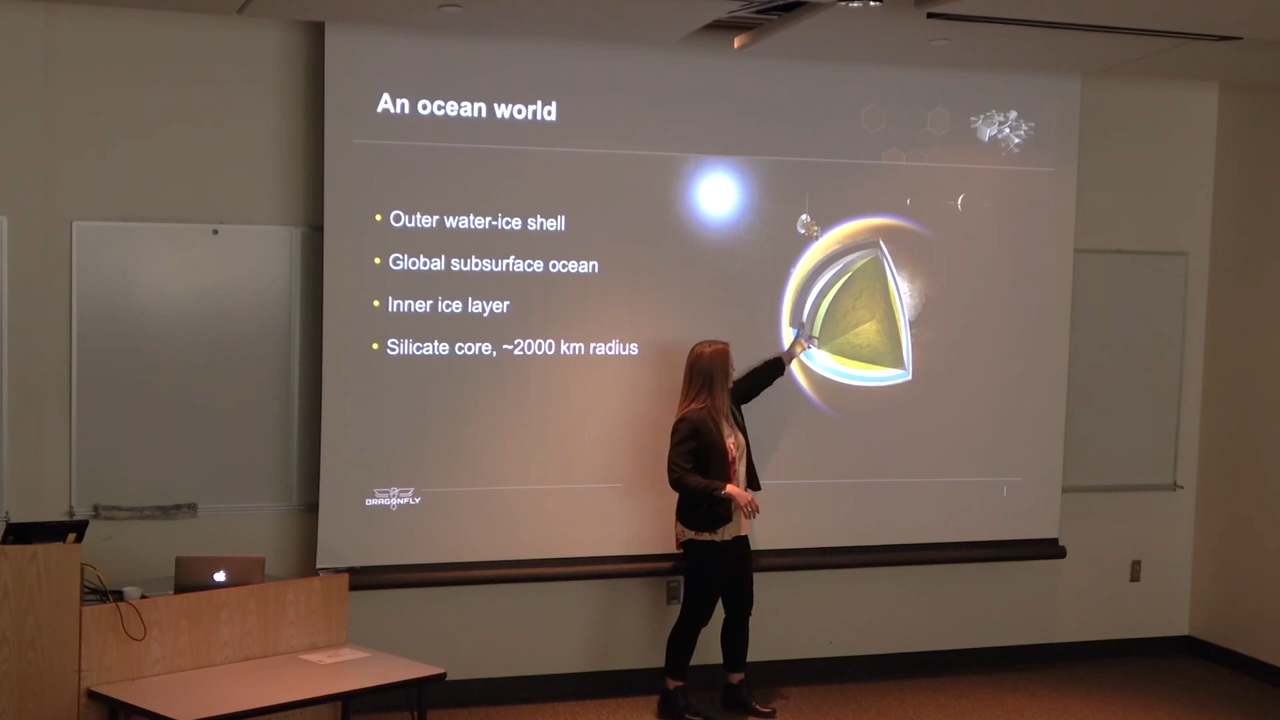 An ocean world
• Outer water-ice shell
• Global subsurface ocean
• Inner ice layer
• Silicate core, ~2000 km radius
DRAGONFLY